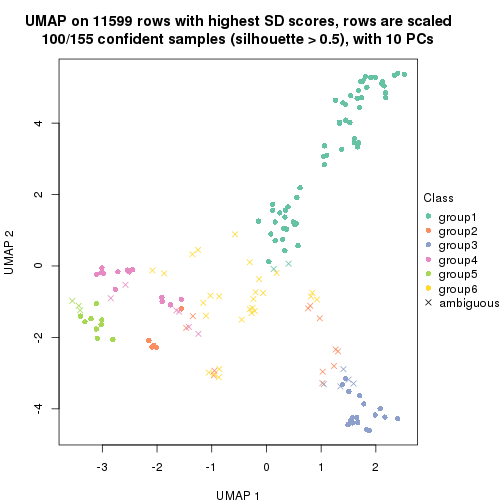 UMAP on 11599 rows with highest SD scores, rows are scaled
100/155 confident samples (silhouette > 0.5), with 10 PCs
4
2
0
-2
-4
UMAP 2
-3
-2
-1
0
1
2
UMAP 1
Class
group1
group2
group3
group4
group5
group6
ambiguous